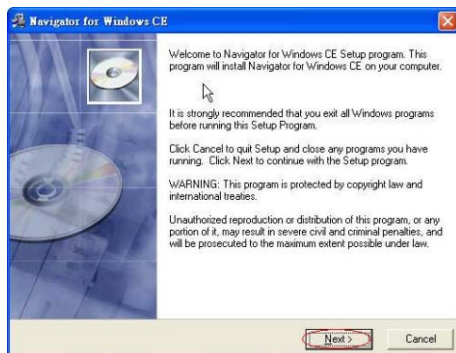 Navigator for Windows CE
Welcome to Navigator for Windows CE Setup program. This
program will install Navigator for Windows CE on your computer.
It is strongly recommended that you exit all Windows programs
before running this Setup Program.
Click Cancel to quit Setup and close any programs you have
running. Click Next to continue with the Setup program.
WARNING: This program is protected by copyright law and
international treaties.
Unauthorized reproduction or distribution of this program, or any
portion of it, may result in severe civil and criminal penalties, and
will be prosecuted to the maximum extent possible under law.
Next >
Cancel